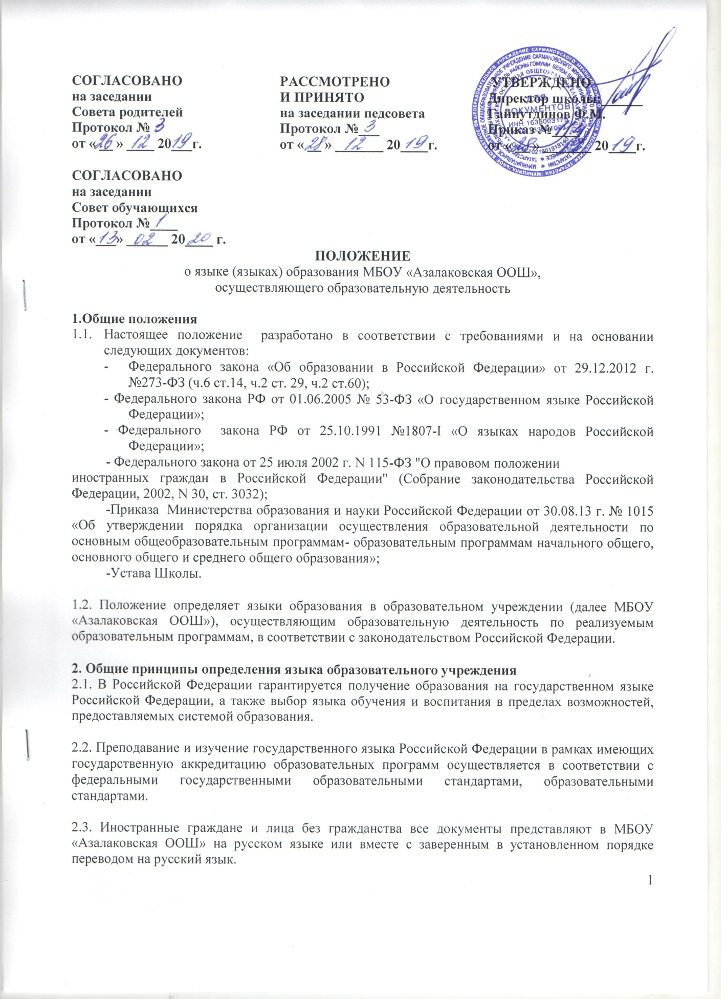 СОГЛАСОВАНО
на заседании
Совета родителей
Протокол № 3
от «26» 12 2019г.
РАССМОТРЕНО
И ПРИНЯТО
на заседании педсовета
Протокол № 3
от «28» 12 2019г.
УТВЕРЖДЕНО
Директор школы:
Гайнутдинов Ф.М.
Приказ №
от «28» 2019г.
ДЛЯ
ДОКУМЕНТОВ
СОГЛАСОВАНО
на заседании
Совет обучающихся
Протокол № 1
от «13» 02 2020 г.
ПОЛОЖЕНИЕ
о языке (языках) образования МБОУ «Азалаковская ООШ»,
осуществляющего образовательную деятельность
1.Общие положения
1.1. Настоящее положение разработано в соответствии с требованиями и на основании
следующих документов:
- Федерального закона «Об образовании в Российской Федерации» от 29.12.2012 г.
№273-ФЗ (ч.6 ст.14, ч.2 ст. 29, ч.2 ст.60);
- Федерального закона РФ от 01.06.2005 № 53-ФЗ «О государственном языке Российской
Федерации»;
- Федерального закона РФ от 25.10.1991 №1807-I «О языках народов Российской
Федерации»;
- Федерального закона от 25 июля 2002 г. N 115-ФЗ "О правовом положении
иностранных граждан в Российской Федерации" (Собрание законодательства Российской
Федерации, 2002, N 30, ст. 3032);
-Приказа Министерства образования и науки Российской Федерации от 30.08.13 г. № 1015
«Об утверждении порядка организации осуществления образовательной деятельности по
основным общеобразовательным программам- образовательным программам начального общего,
основного общего и среднего общего образования»;
-Устава Школы.
1.2. Положение определяет языки образования в образовательном учреждении (далее МБОУ
«Азалаковская ООШ»), осуществляющим образовательную деятельность по реализуемым
образовательным программам, в соответствии с законодательством Российской Федерации.
2. Общие принципы определения языка образовательного учреждения
2.1. В Российской Федерации гарантируется получение образования на государственном языке
Российской Федерации, а также выбор языка обучения и воспитания в пределах возможностей,
предоставляемых системой образования.
2.2. Преподавание и изучение государственного языка Российской Федерации в рамках имеющих
государственную аккредитацию образовательных программ осуществляется в соответствии с
федеральными государственными образовательными стандартами, образовательными
стандартами.
2.3. Иностранные граждане и лица без гражданства все документы представляют в МБОУ
«Азалаковская ООШ» на русском языке или вместе с заверенным в установленном порядке
переводом на русский язык.
1